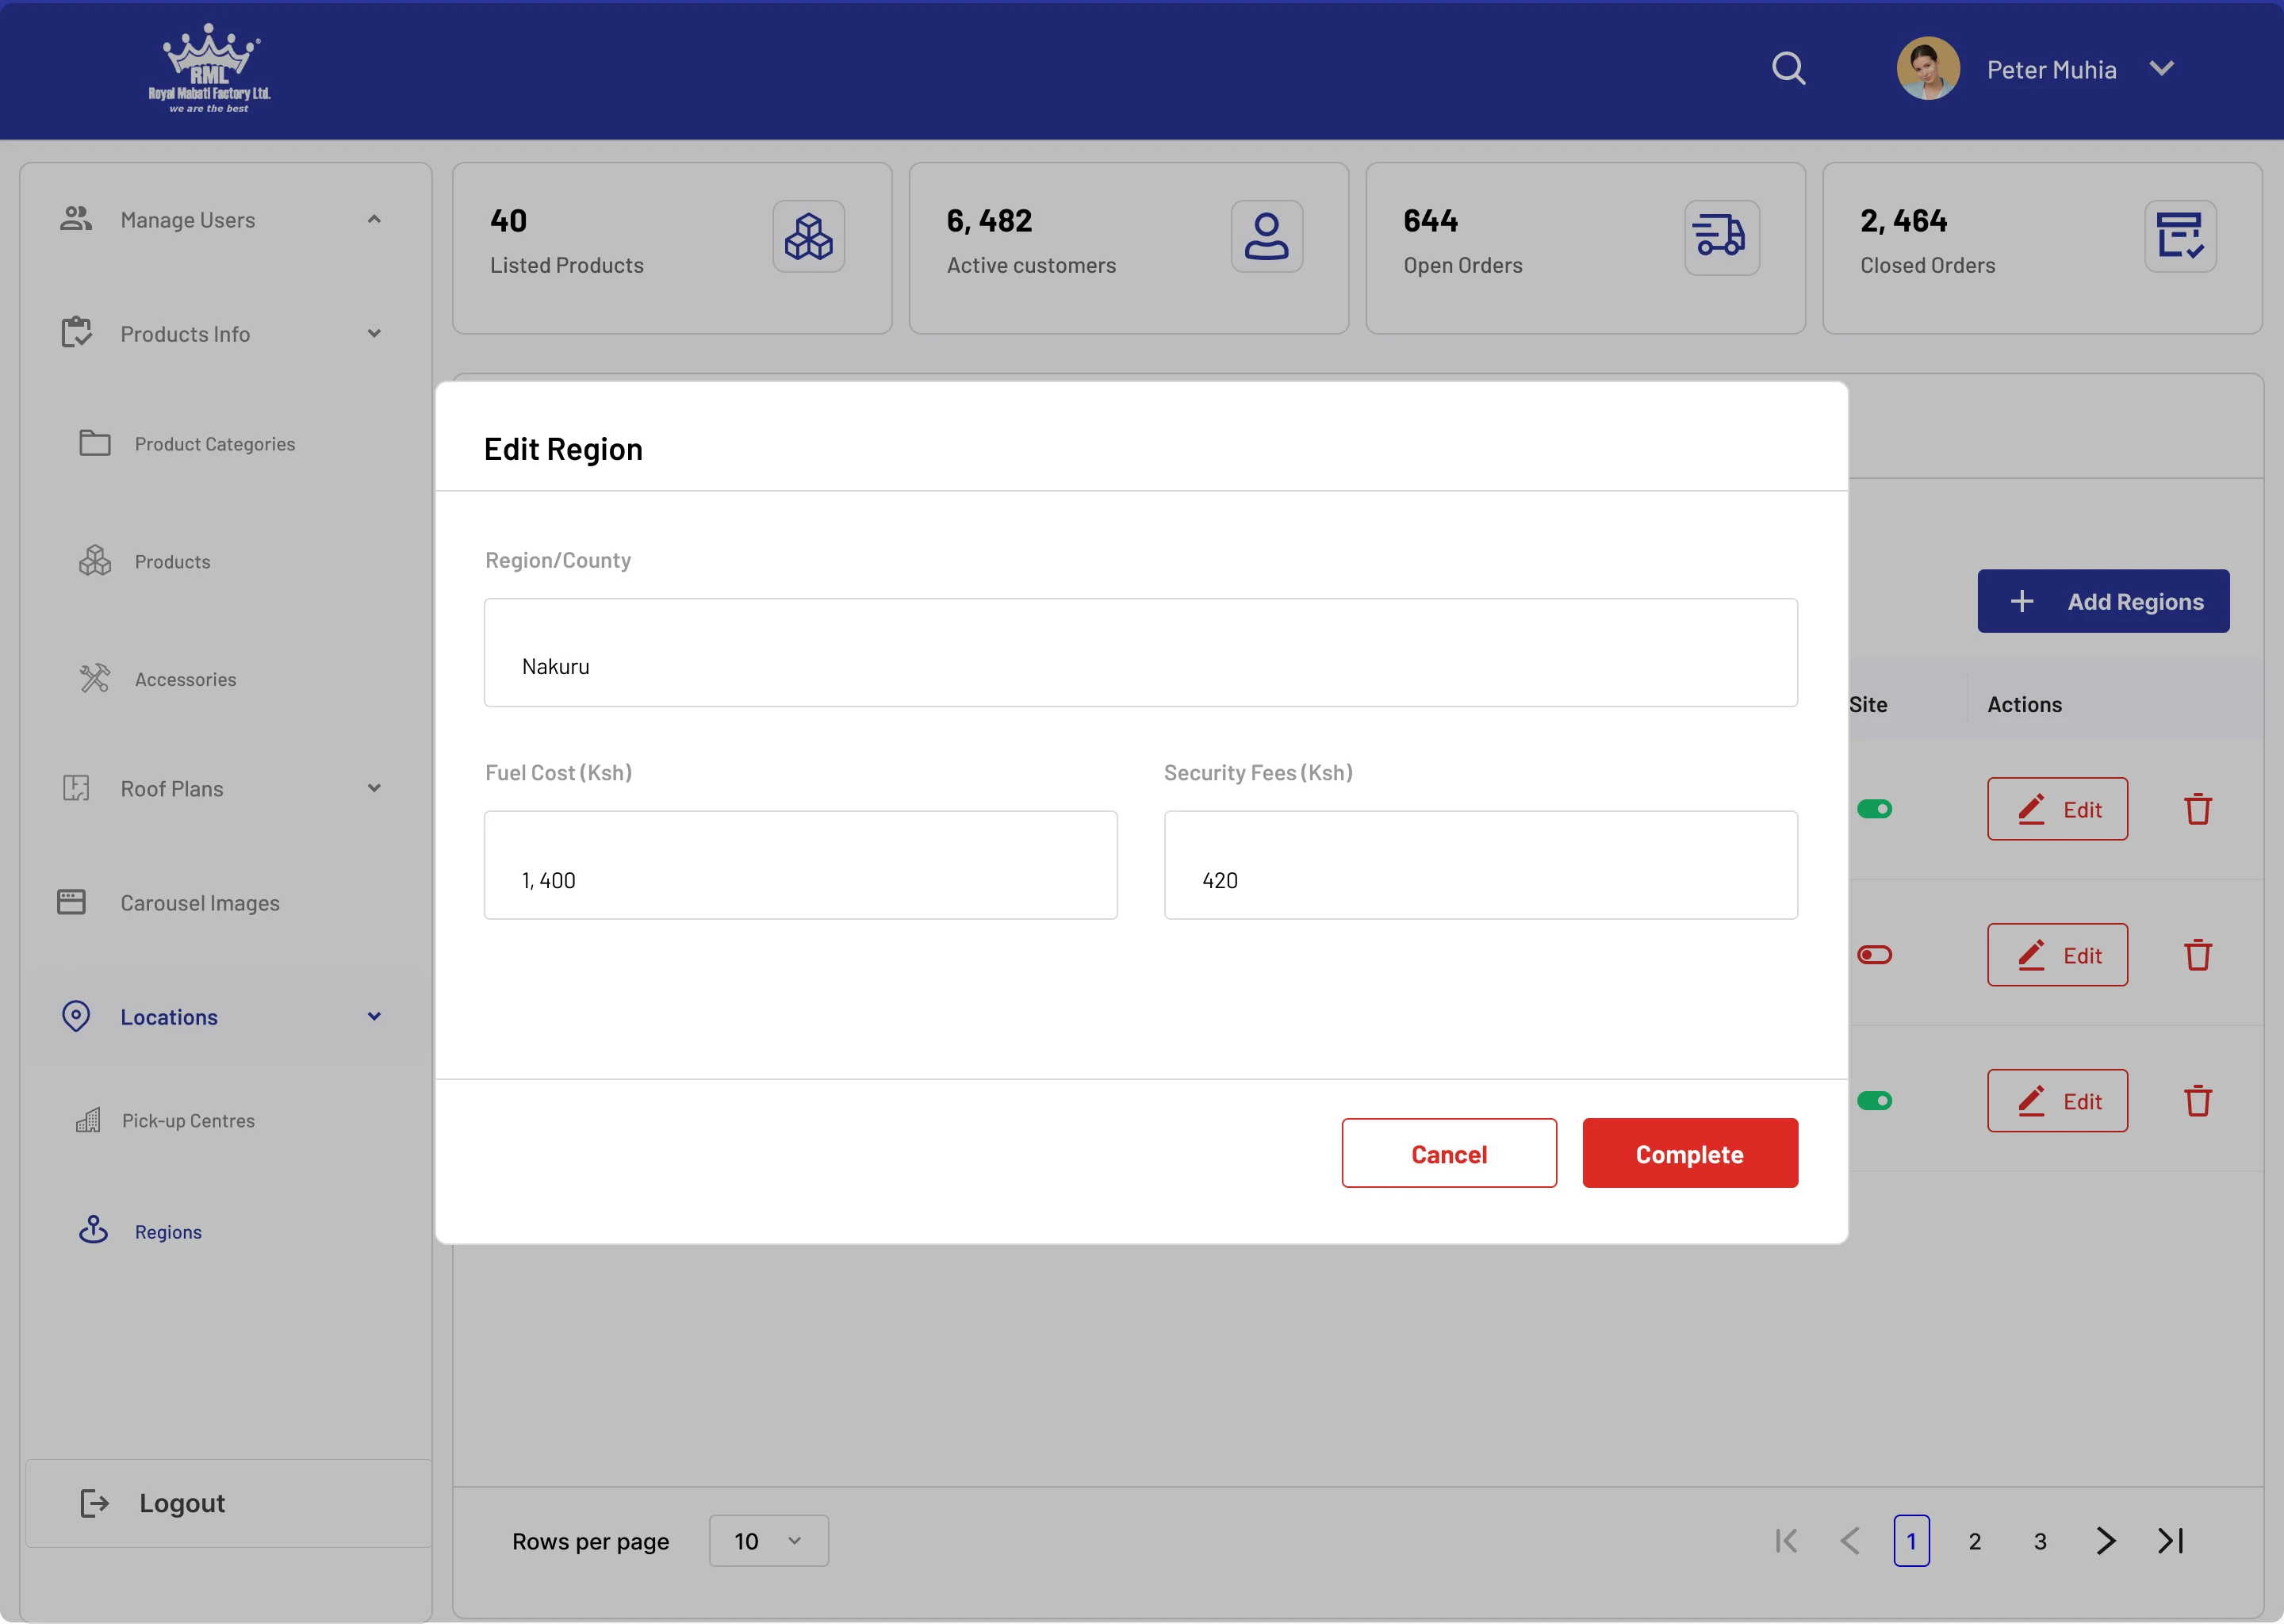 RML
Royal Mabati Factory Ltd.
we are the best
Peter Muhia
Manage Users
Products Info
Product Categories
Products
Accessories
Roof Plans
Carousel Images
Locations
Pick-up Centres
Regions
Logout
40
Listed Products
6, 482
Active customers
644
Open Orders
2, 464
Closed Orders
Add Regions
Site
Actions
Edit
Edit
Edit
Edit Region
Region/County
Nakuru
Fuel Cost (Ksh)
Security Fees (Ksh)
1, 400
420
Cancel
Complete
Rows per page
10
1
2
3